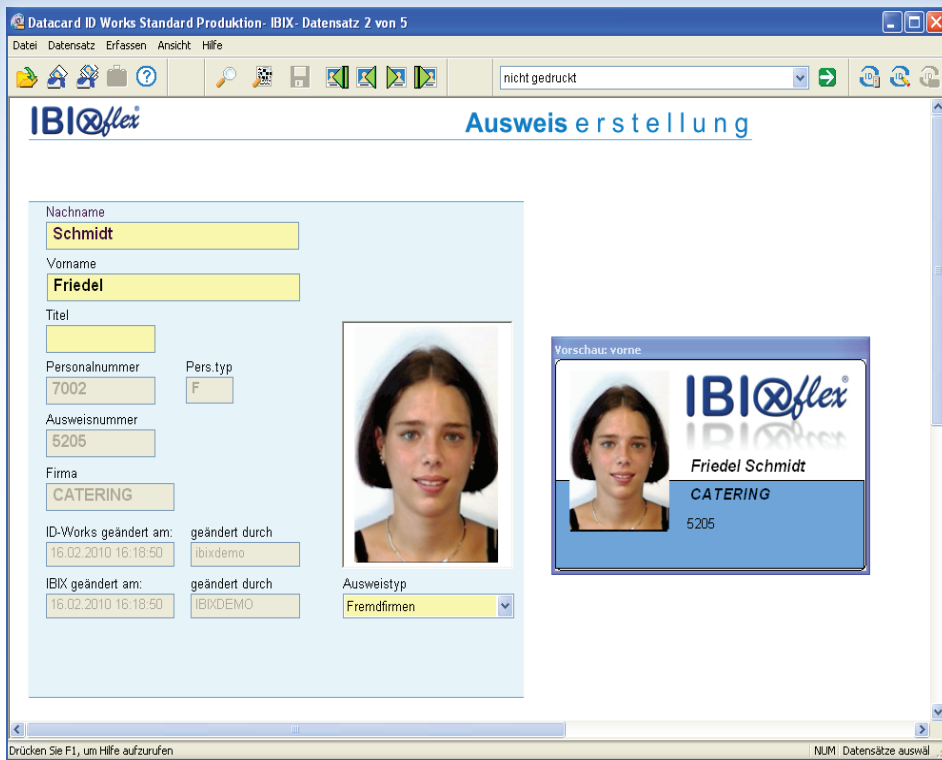 Datacard ID Works Standard Produktion- IBIX- Datensatz 2 von 5
Datei Datensatz Erfassen Ansicht Hilfe
nicht gedruckt
IBIXflex®
Ausweiserstellung
Nachname
Schmidt
Vorname
Friedel
Titel
Personalnummer Pers.typ
7002 F
Ausweisnummer
5205
Firma
CATERING
ID-Works geändert am: geändert durch
16.02.2010 16:18:50 ibixdemo
IBIX geändert am: geändert durch
16.02.2010 16:18:50 IBIXDEMO
Ausweistyp
Fremdfirmen
Vorschau: vorne
IBIXflex®
Friedel Schmidt
CATERING
5205
Drücken Sie F1, um Hilfe aufzurufen
NUM Datensätze auswäl